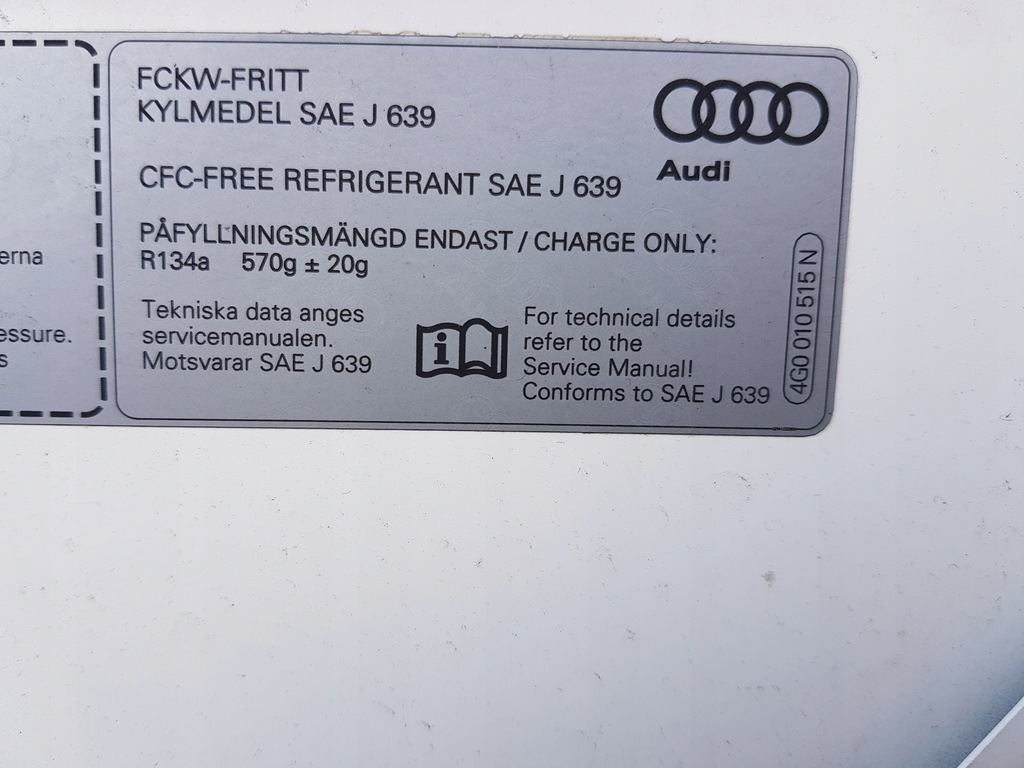 erna
essure.
s
FCKW-FRITT
KYLMEDEL SAE J 639
CFC-FREE REFRIGERANT SAE J 639
PÅFYLLNINGSMÄNGD ENDAST / CHARGE ONLY:
R134a 570g ± 20g
Tekniska data anges
servicemanualen.
Motsvarar SAE J 639
For technical details
refer to the
Service Manual!
Conforms to SAE J 639
Audi
4G0 010 515 N